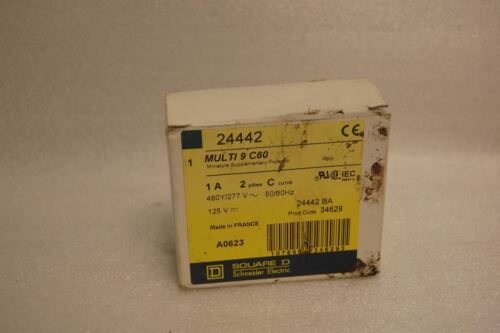 24442
CE
1
MULTI 9 C60
Miniature Supplementary Protector
1 A 2 poles C curve
IEC
480Y/277 V ~ 50/60Hz
125 V
24442 BA
Prod Code 34629
Made in FRANCE
A0623
D SQUARE D
Schneider Electric